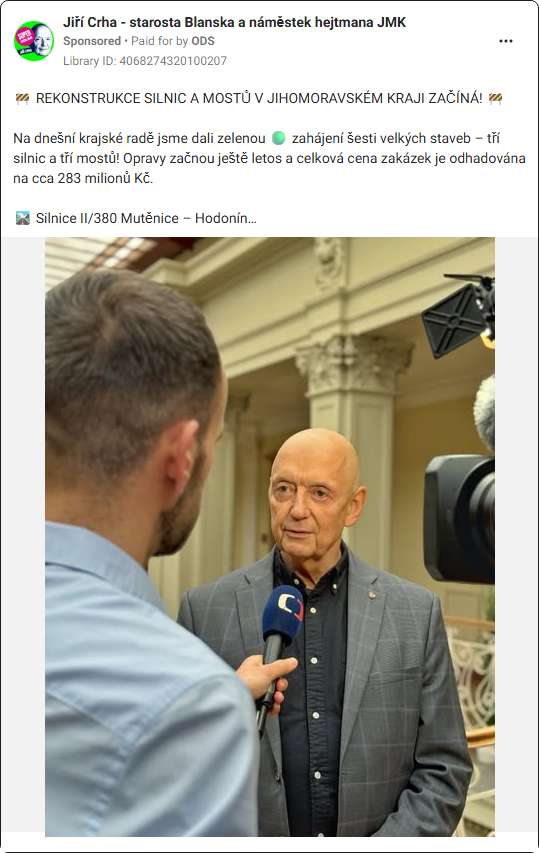 Jiří Crha - starosta Blanska a náměstek hejtmana JMK
Sponsored • Paid for by ODS
Library ID: 4068274320100207
🚧 REKONSTRUKCE SILNIC A MOSTŮ V JIHOMORAVSKÉM KRAJI ZAČÍNÁ! 🚧
Na dnešní krajské radě jsme dali zelenou 🟢 zahájení šesti velkých staveb – tří
silnic a tří mostů! Opravy začnou ještě letos a celková cena zakázek je odhadována
na cca 283 milionů Kč.
🛣️ Silnice II/380 Mutěnice – Hodonín…